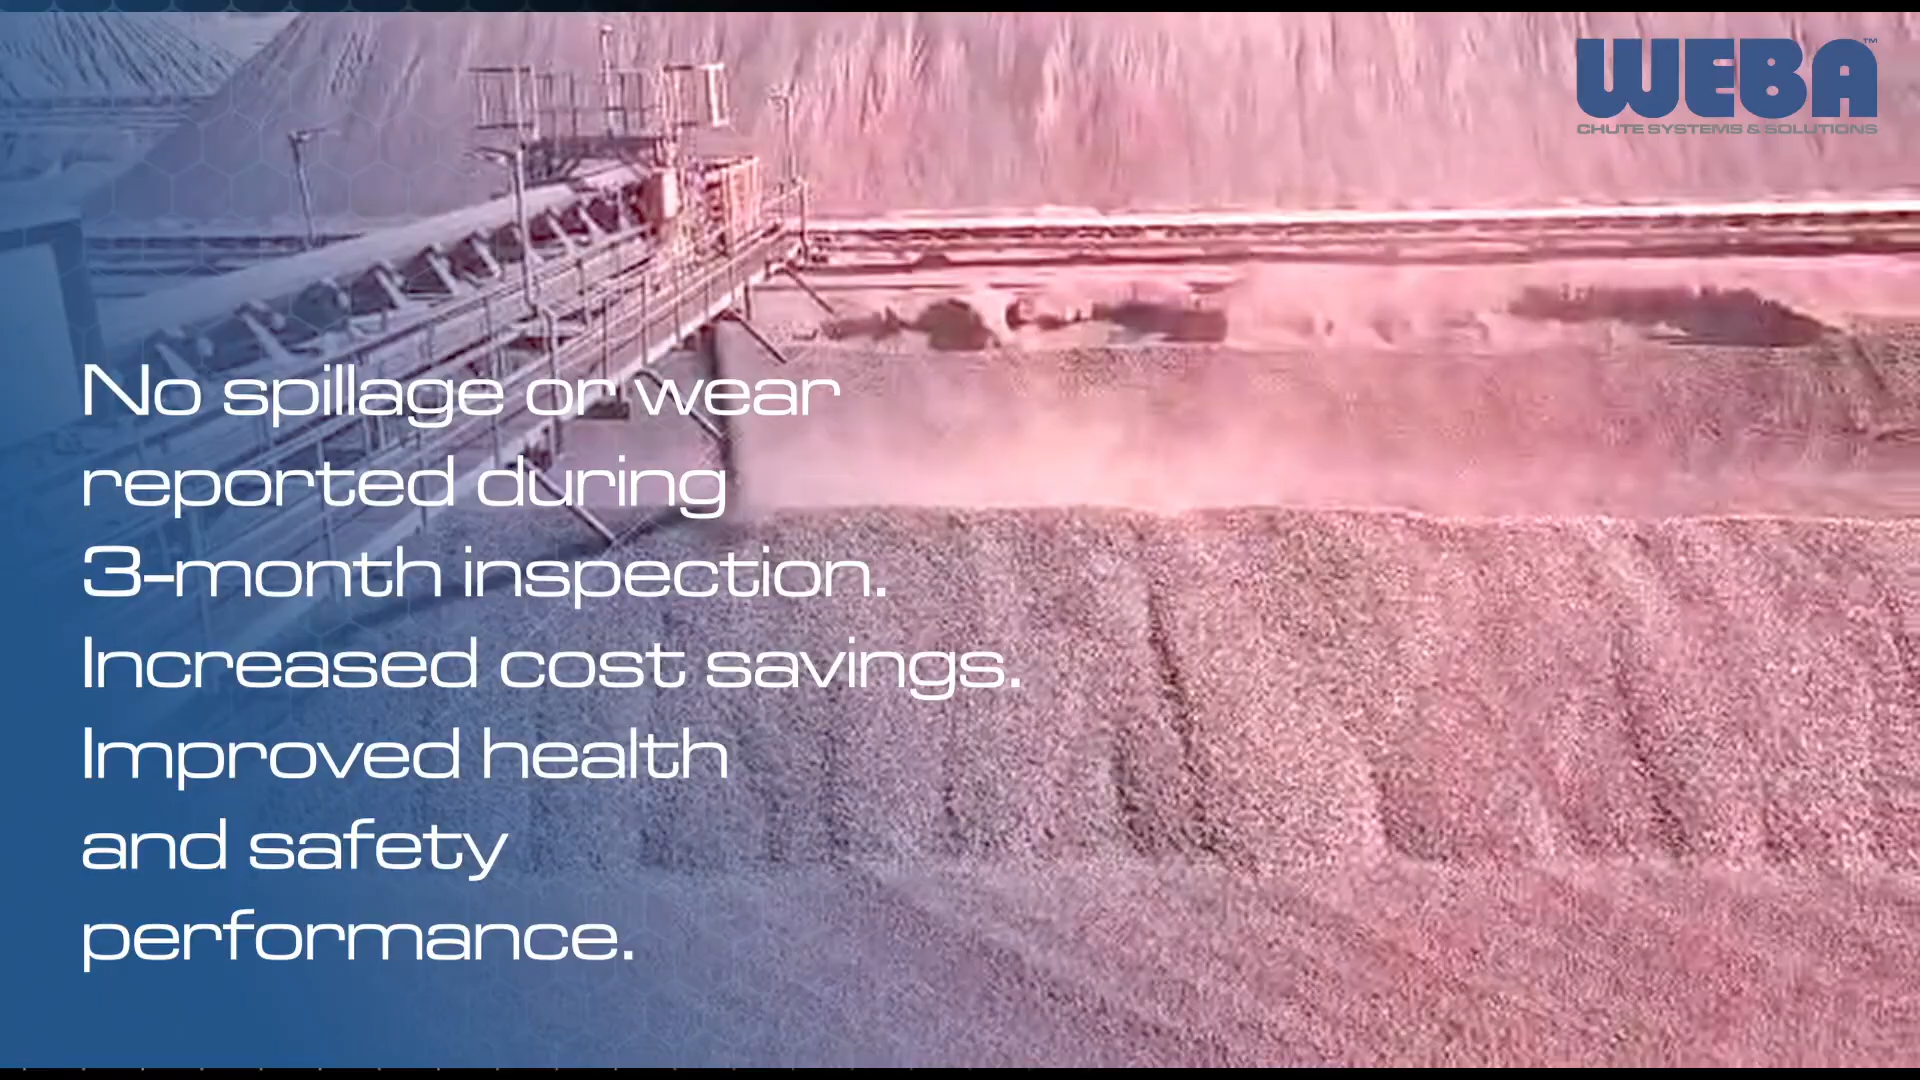 WEBA™
CHUTE SYSTEMS & SOLUTIONS
No spillage or wear
reported during
3-month inspection.
Increased cost savings.
Improved health
and safety
performance.